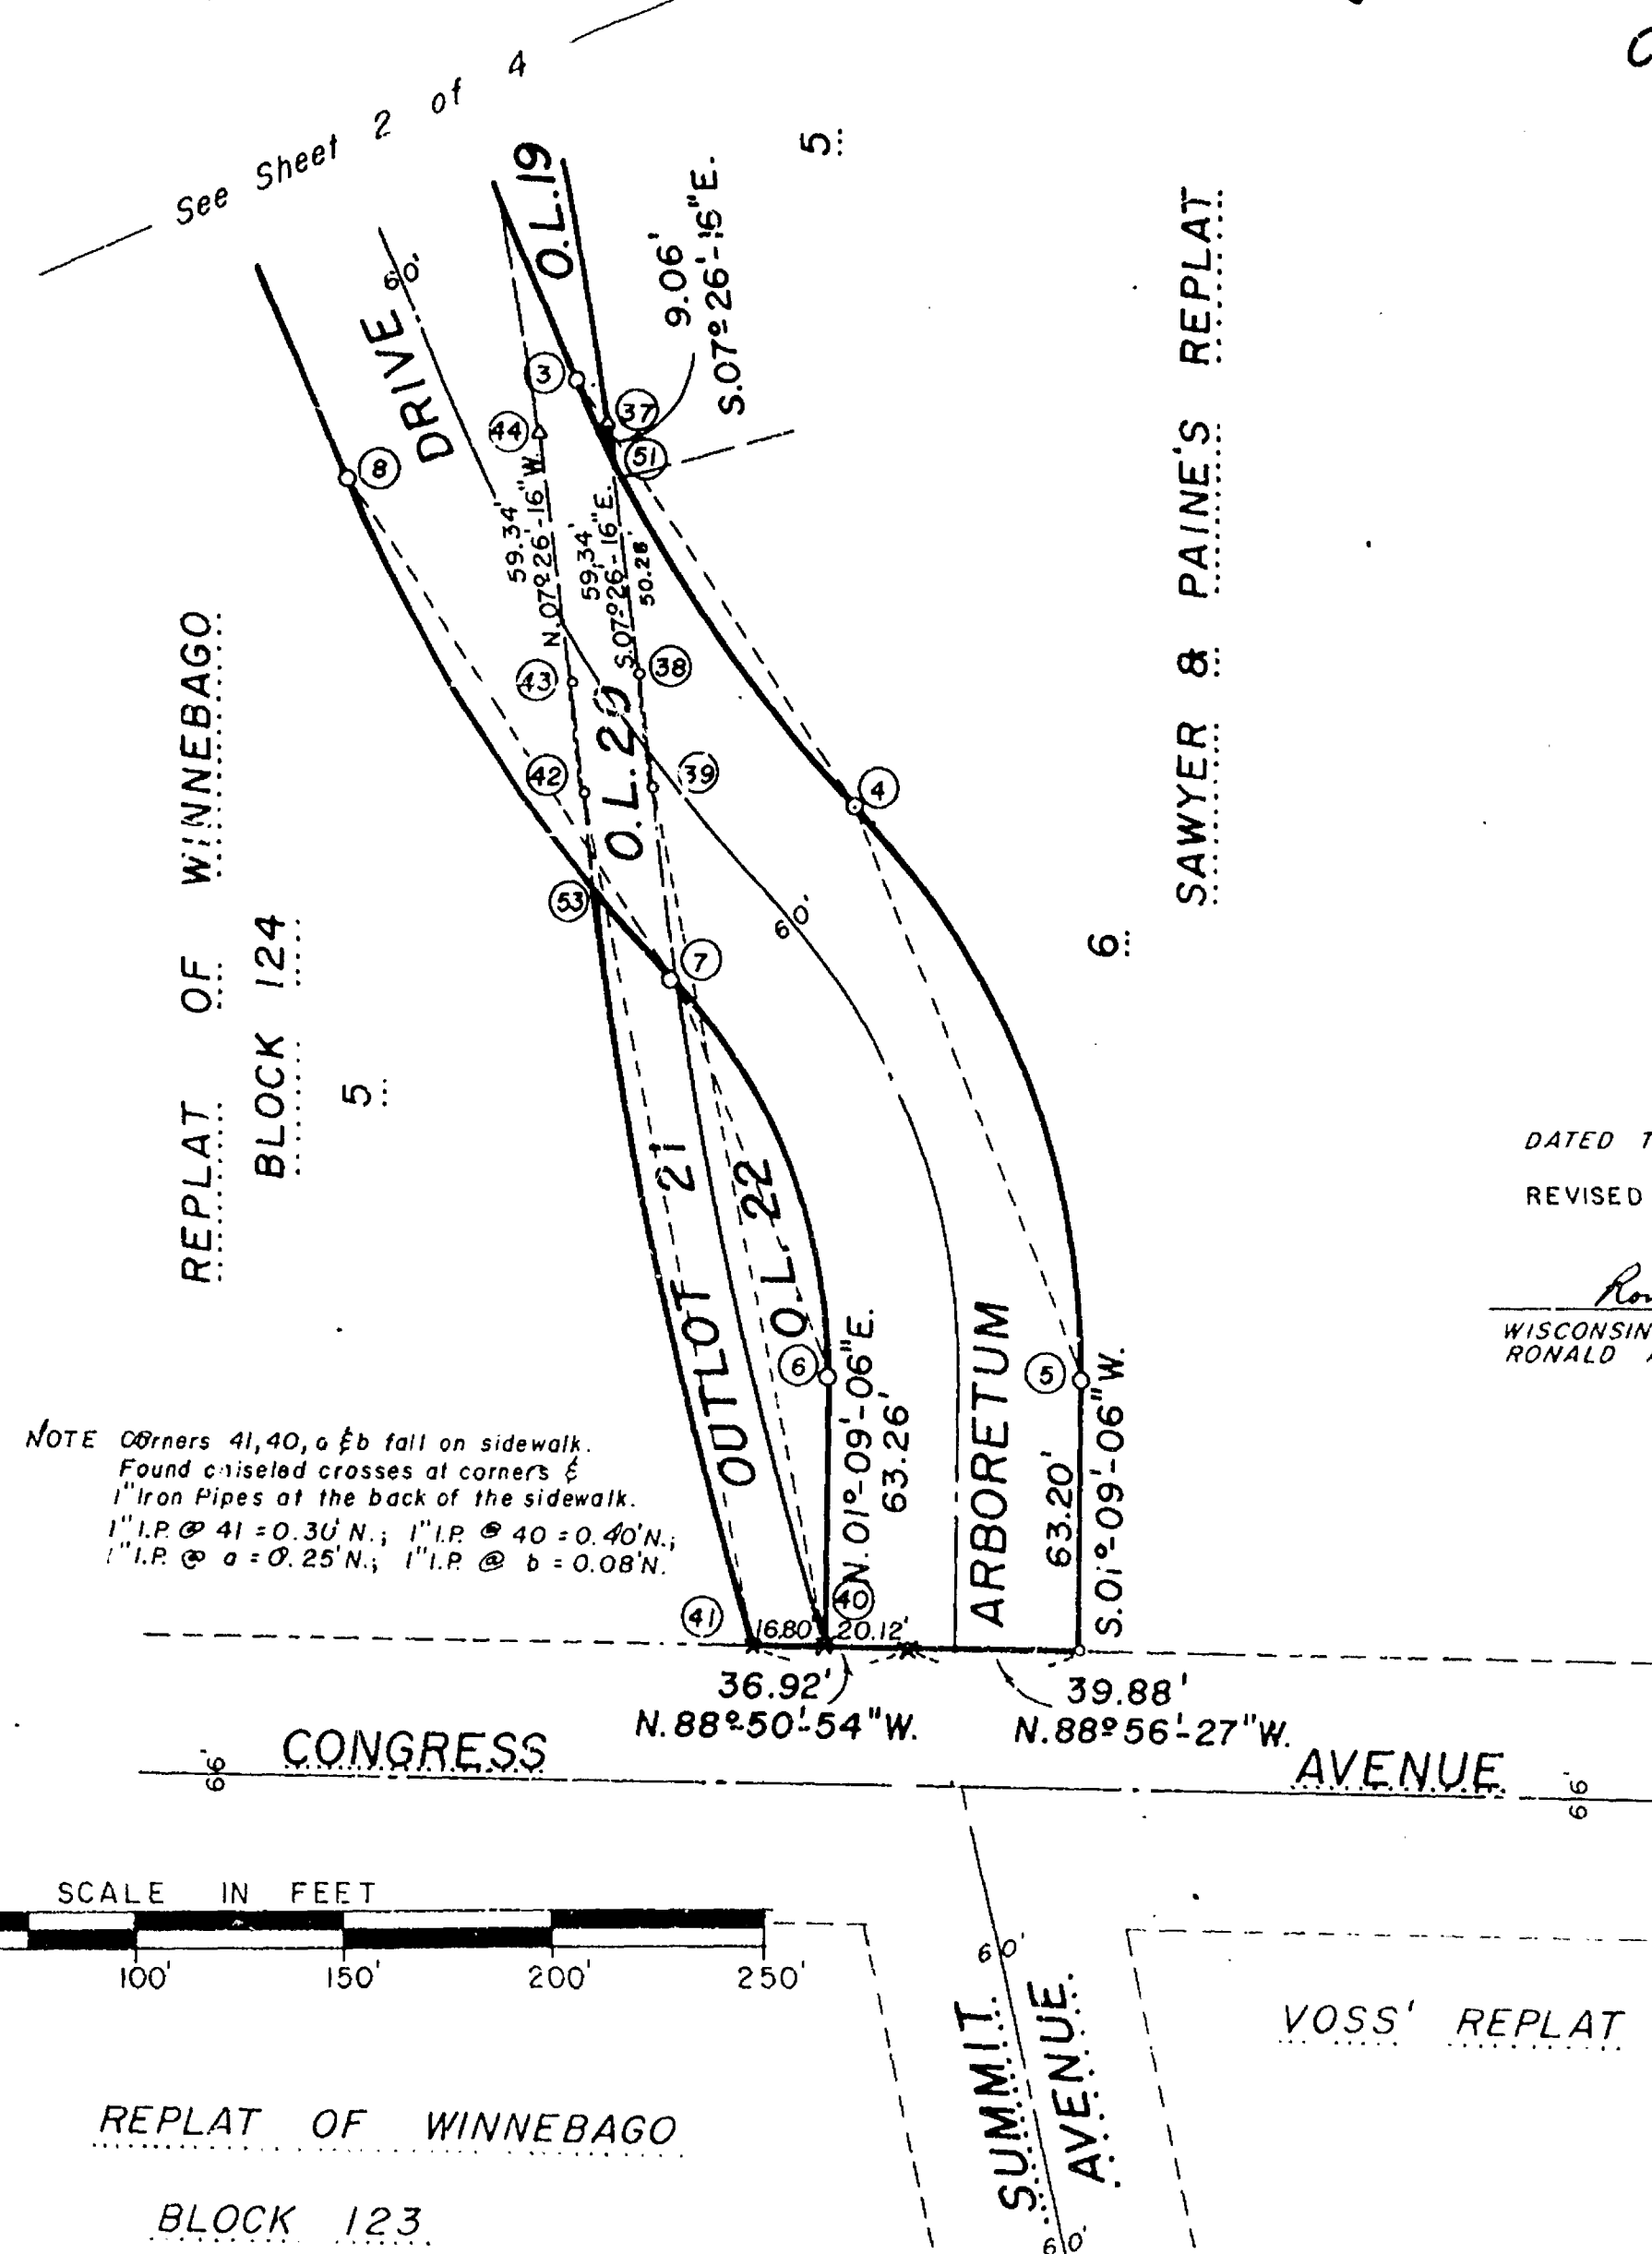 See Sheet 2 of 4
O.L.19
5
9.06'
S.07°-26'-16"E.
60'
DRIVE
3
37
44
51
8
59.34'
N.07°26'-16"W.
59.34'
S.07°26'-16"E.
50.28'
43
38
O.L. 20
42
39
4
53
7
60'
REPLAT OF WINNEBAGO
BLOCK 124
5
SAWYER & PAINE'S REPLAT
6
OUTLOT 21
O.L. 22
6
5
N.01°-09'-06"E.
63.26'
ARBORETUM
63.20'
S.01°-09'-06"W.
DATED
REVISED
WISCONSIN
RONALD
NOTE Corners 41,40, a & b fall on sidewalk.
Found chiseled crosses at corners &
1" Iron Pipes at the back of the sidewalk.
1" I.P. @ 41 = 0.30' N.; 1" I.P. @ 40 = 0.40' N.;
1" I.P. @ a = 0.25' N.; 1" I.P. @ b = 0.08' N.
41
40
16.80'
20.12'
36.92'
N.88°-50'-54"W.
39.88'
N.88°56'-27"W.
66'
CONGRESS AVENUE
66'
SCALE IN FEET
100' 150' 200' 250'
60'
SUMMIT AVENUE
60'
VOSS' REPLAT
REPLAT OF WINNEBAGO
BLOCK 123